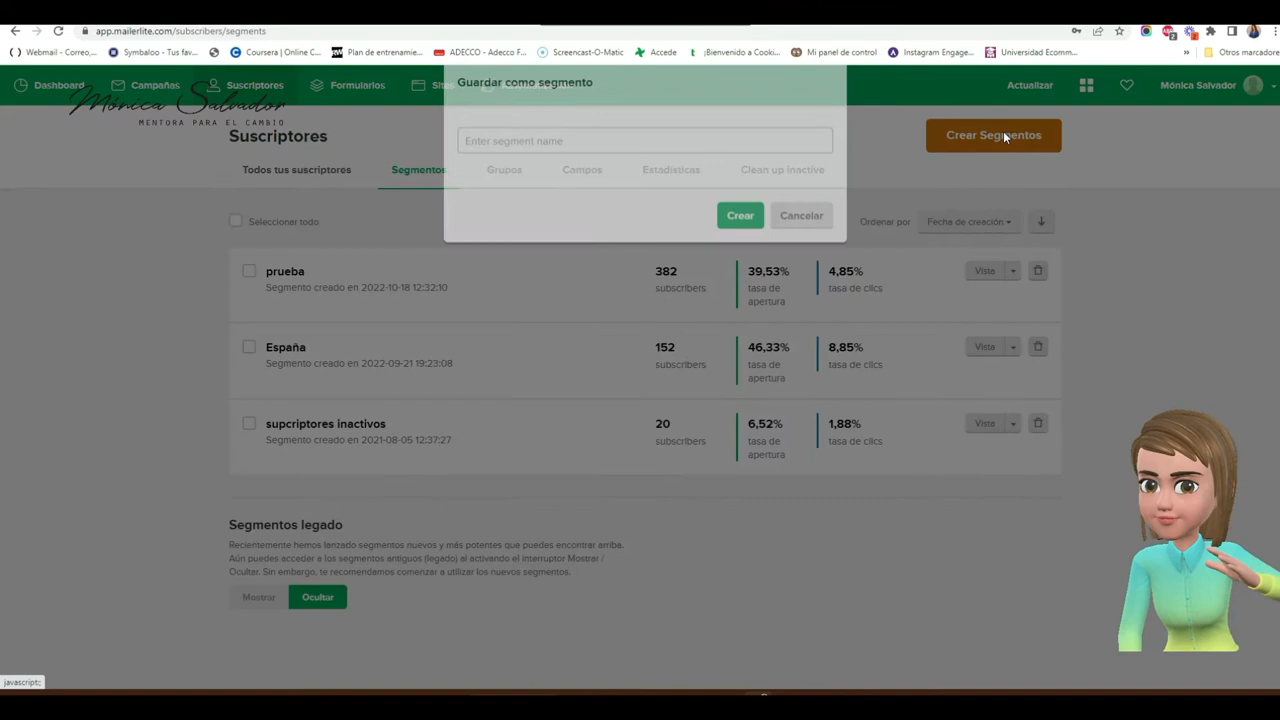 app.mailerlite.com/subscribers/segments
Webmail - Correo,... Symbaloo - Tus fav... Coursera | Online C... Plan de entrenamie... ADECCO - Adecco F... Screencast-O-Matic Accede ¡Bienvenido a Cooki... Mi panel de control Instagram Engage... Universidad Ecomm... » Otros marcadores
Dashboard Campañas Suscriptores Formularios Sites Actualizar Mónica Salvador
Guardar como segmento
Mónica Salvador
MENTORA PARA EL CAMBIO
Suscriptores
Crear Segmentos
Enter segment name
Todos tus suscriptores Segmentos Grupos Campos Estadísticas Clean up inactive
Crear Cancelar
Seleccionar todo
Ordenar por Fecha de creación
prueba 382 39,53% 4,85% Vista
Segmento creado en 2022-10-18 12:32:10 subscribers tasa de tasa de clics
apertura
España 152 46,33% 8,85% Vista
Segmento creado en 2022-09-21 19:23:08 subscribers tasa de tasa de clics
apertura
supcriptores inactivos 20 6,52% 1,88% Vista
Segmento creado en 2021-08-05 12:37:27 subscribers tasa de tasa de clics
apertura
Segmentos legado
Recientemente hemos lanzado segmentos nuevos y más potentes que puedes encontrar arriba.
Aún puedes acceder a los segmentos antiguos (legado) al activando el interruptor Mostrar /
Ocultar. Sin embargo, te recomendamos comenzar a utilizar los nuevos segmentos.
Mostrar Ocultar
javascript:;